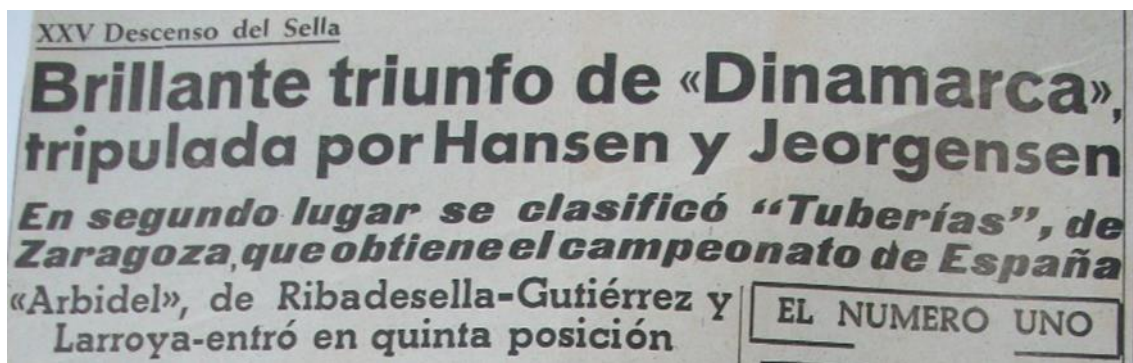 XXV Descenso del Sella
Brillante triunfo de «Dinamarca»,
tripulada por Hansen y Jeorgensen
En segundo lugar se clasificó “Tuberías”, de
Zaragoza, que obtiene el campeonato de España
«Arbidel», de Ribadesella-Gutiérrez y
Larroya-entró en quinta posición
EL NUMERO UNO